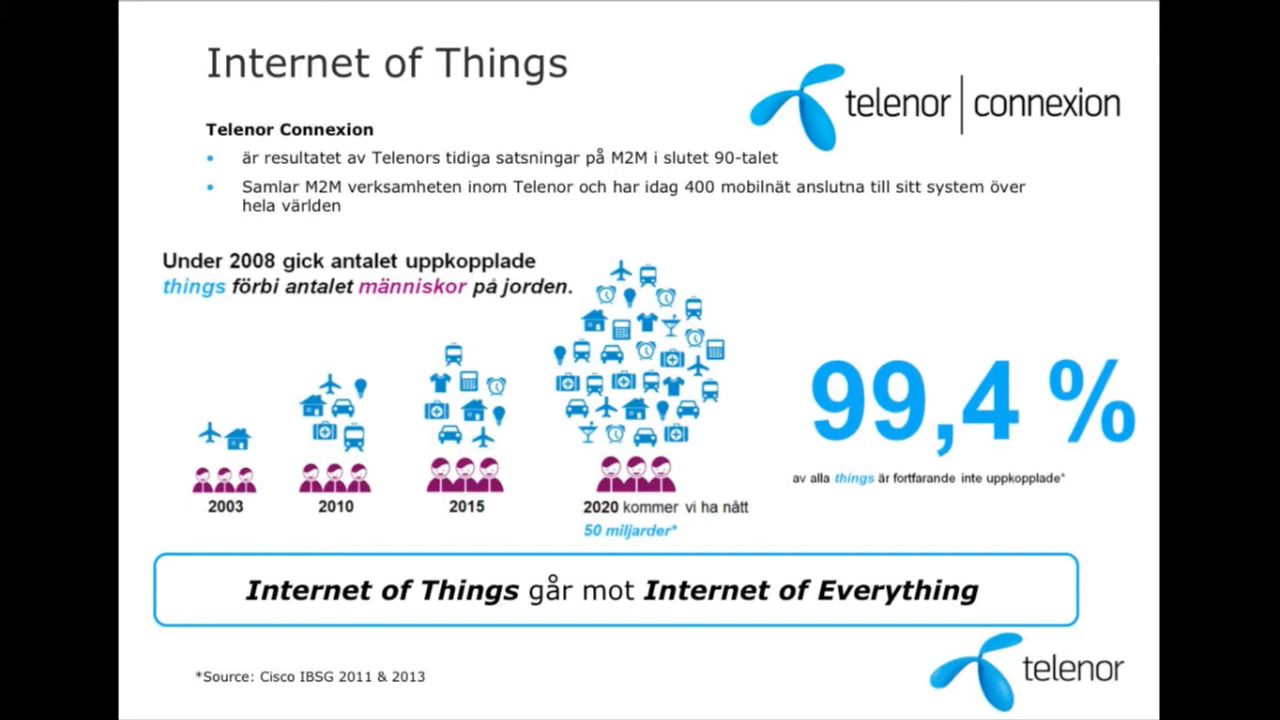 Internet of Things
telenor | connexion
Telenor Connexion
• är resultatet av Telenors tidiga satsningar på M2M i slutet 90-talet
• Samlar M2M verksamheten inom Telenor och har idag 400 mobilnät anslutna till sitt system över
hela världen
Under 2008 gick antalet uppkopplade
things förbi antalet människor på jorden.
99,4 %
av alla things är fortfarande inte uppkopplade*
2003
2010
2015
2020 kommer vi ha nått
50 miljarder*
Internet of Things går mot Internet of Everything
*Source: Cisco IBSG 2011 & 2013
telenor